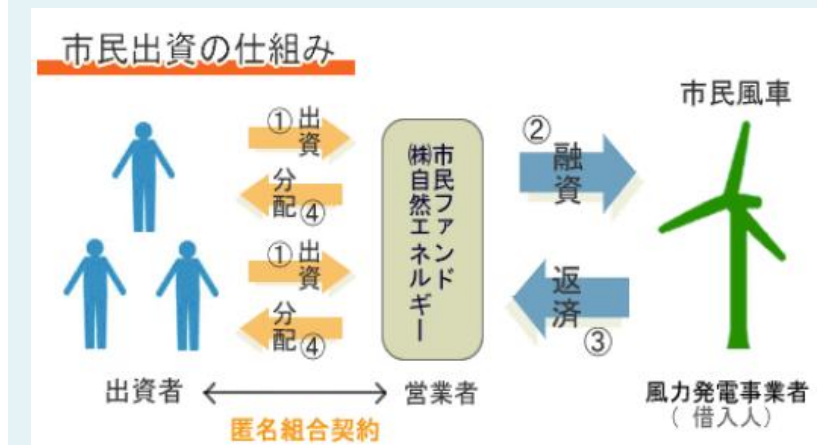 市民出資の仕組み
市民風車
①出資
分配④
①出資
分配④
㈱自然エネルギー
市民ファンド
②融資
返済③
出資者
営業者
匿名組合契約
風力発電事業者
(借入人)